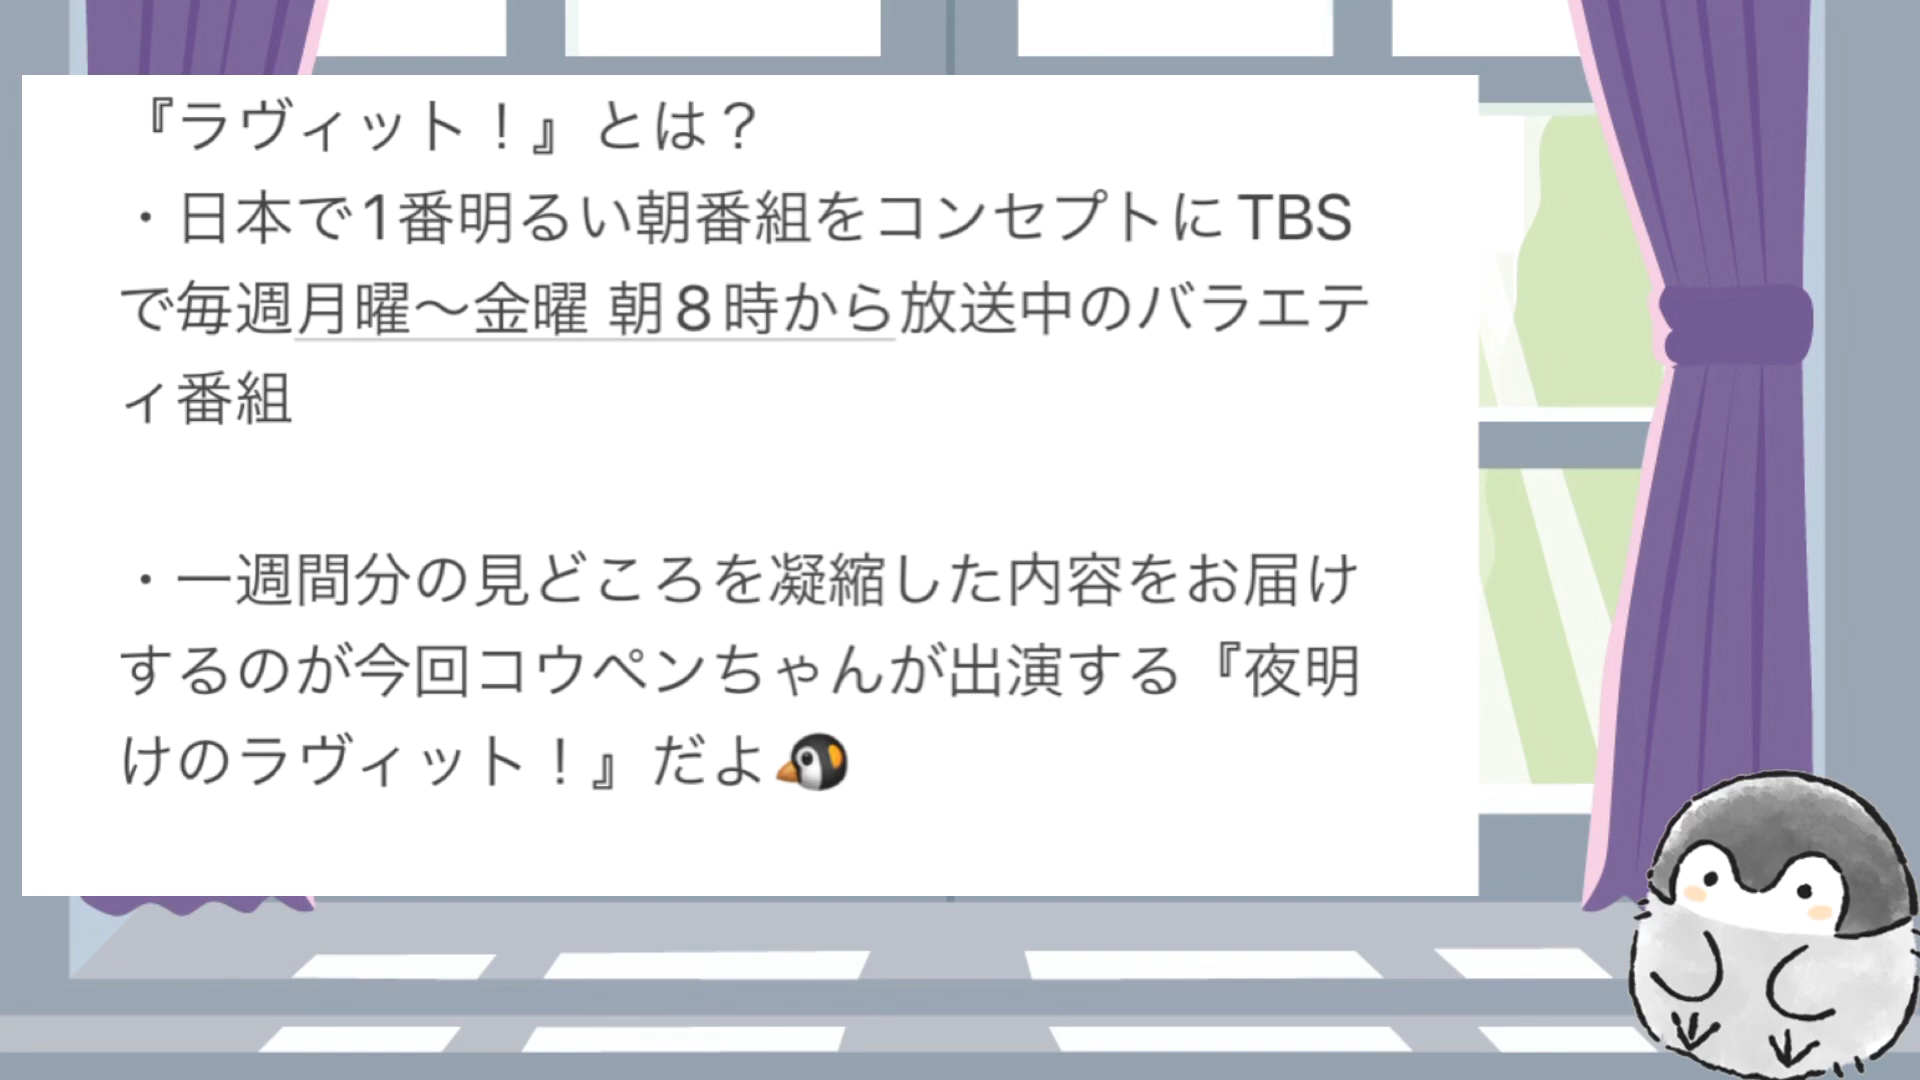 『ラヴィット！』とは？
・日本で1番明るい朝番組をコンセプトにTBS
で毎週月曜〜金曜 朝8時から放送中のバラエテ
ィ番組
・一週間分の見どころを凝縮した内容をお届け
するのが今回コウペンちゃんが出演する『夜明
けのラヴィット！』だよ🐧